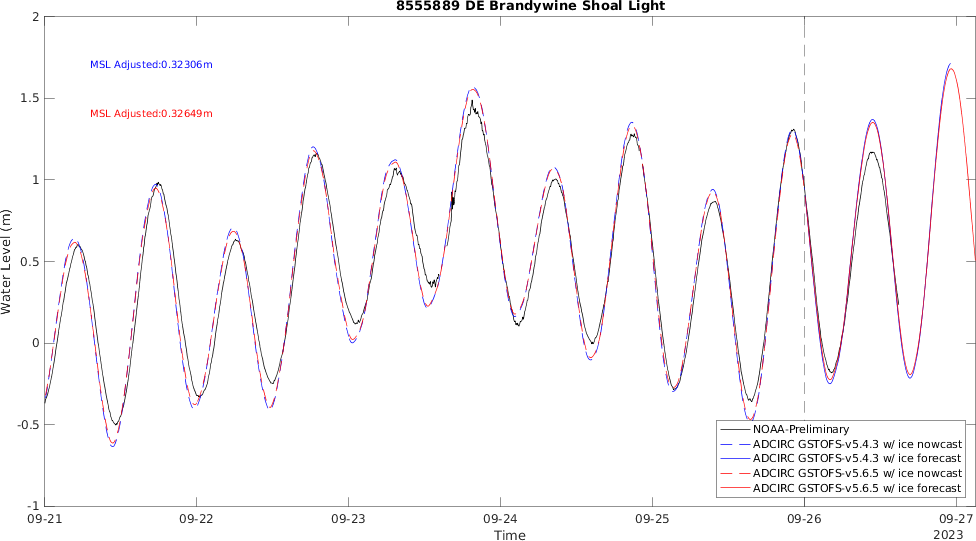 8555889 DE Brandywine Shoal Light
MSL Adjusted:0.32306m
MSL Adjusted:0.32649m
Water Level (m)
2
1.5
1
0.5
0
-0.5
-1
NOAA-Preliminary
ADCIRC GSTOFS-v5.4.3 w/ ice nowcast
ADCIRC GSTOFS-v5.4.3 w/ ice forecast
ADCIRC GSTOFS-v5.6.5 w/ ice nowcast
ADCIRC GSTOFS-v5.6.5 w/ ice forecast
09-21 09-22 09-23 09-24 09-25 09-26 09-27
Time
2023